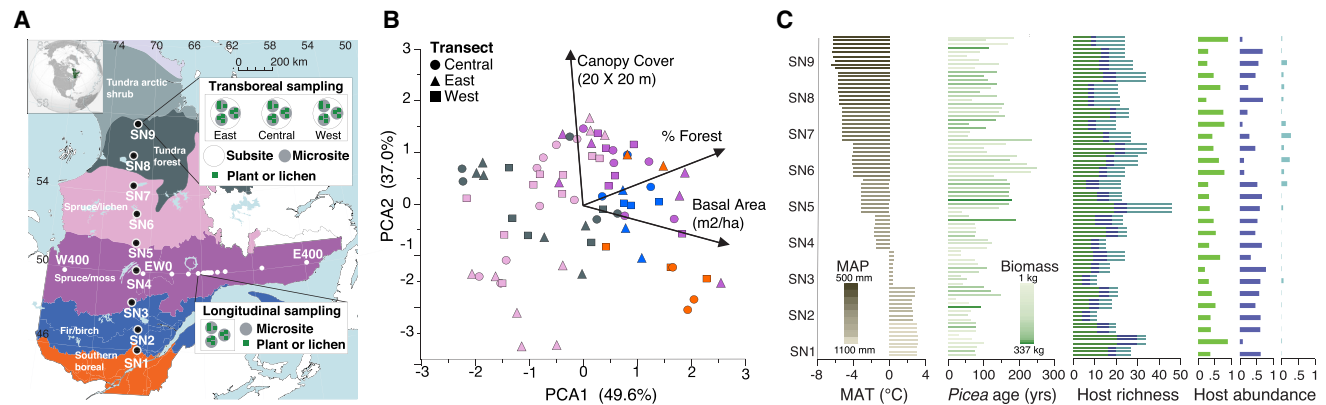 A
74 70 66 62 58 54 50
0 200 km
Tundra arctic
shrub
Transboreal sampling
East Central West
Subsite Microsite
Plant or lichen
SN9
Tundra
forest
SN8
54
SN7
Spruce/lichen
SN6
SN5
50
W400
EW0
E400
Spruce/moss
SN4
Longitudinal sampling
Microsite
Plant or lichen
SN3
46
Fir/birch
SN2
Southern
boreal
SN1
B
Transect
Central
East
West
Canopy Cover
(20 X 20 m)
% Forest
Basal Area
(m2/ha)
PCA2 (37.0%)
3
2
1
0
-1
-2
-3
−3 −2 −1 0 1 2 3
PCA1 (49.6%)
C
SN9
SN8
SN7
SN6
SN5
SN4
SN3
SN2
SN1
MAP
500 mm
1100 mm
Biomass
1 kg
337 kg
-8 -4 0 4
MAT (°C)
0 100 200 300
Picea age (yrs)
0 10 20 30 40 50
Host richness
0 .5 1 0 .5 1 0 .5 1
Host abundance